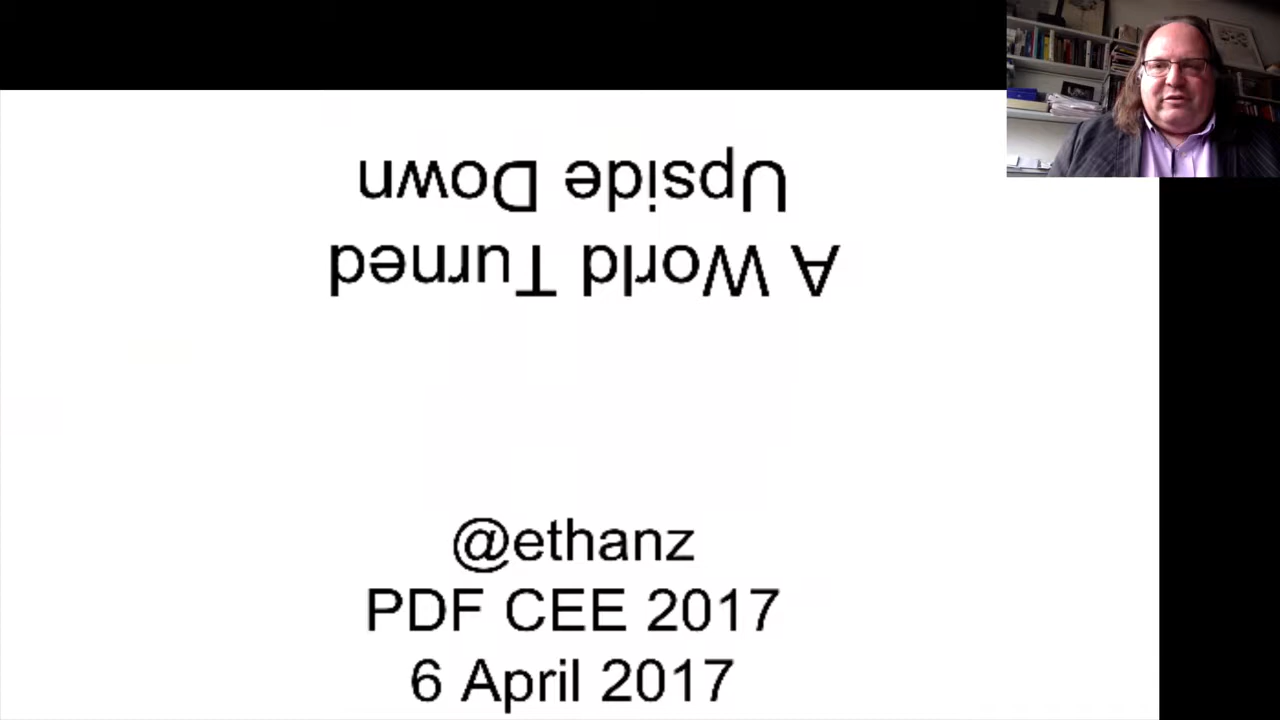 A World Turned
Upside Down
@ethanz
PDF CEE 2017
6 April 2017